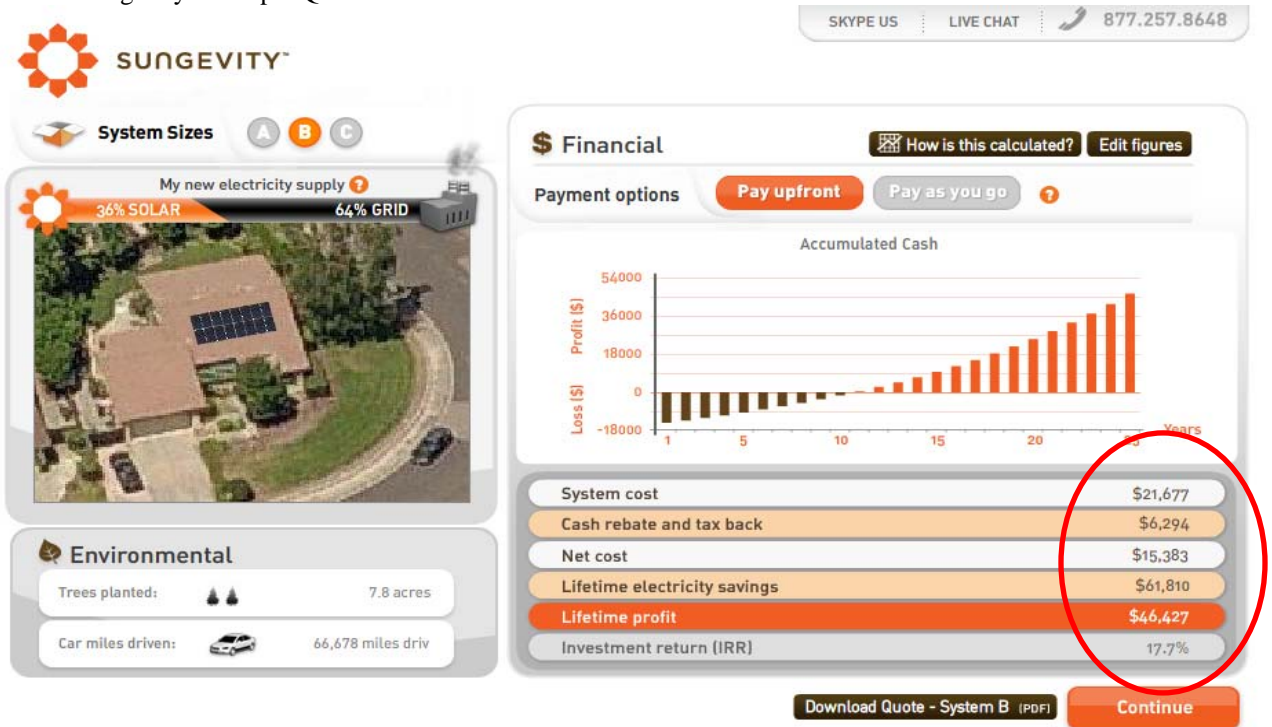 SKYPE US LIVE CHAT 877.257.8648
SUNGEVITY™
System Sizes A B C
My new electricity supply ?
36% SOLAR 64% GRID
Environmental
Trees planted: 7.8 acres
Car miles driven: 66,678 miles driv
$ Financial How is this calculated? Edit figures
Payment options Pay upfront Pay as you go ?
Accumulated Cash
54000
36000
18000
0
-18000
Profit ($)
Loss ($)
1 5 10 15 20 25 Years
System cost $21,677
Cash rebate and tax back $6,294
Net cost $15,383
Lifetime electricity savings $61,810
Lifetime profit $46,427
Investment return (IRR) 17.7%
Download Quote - System B (PDF) Continue